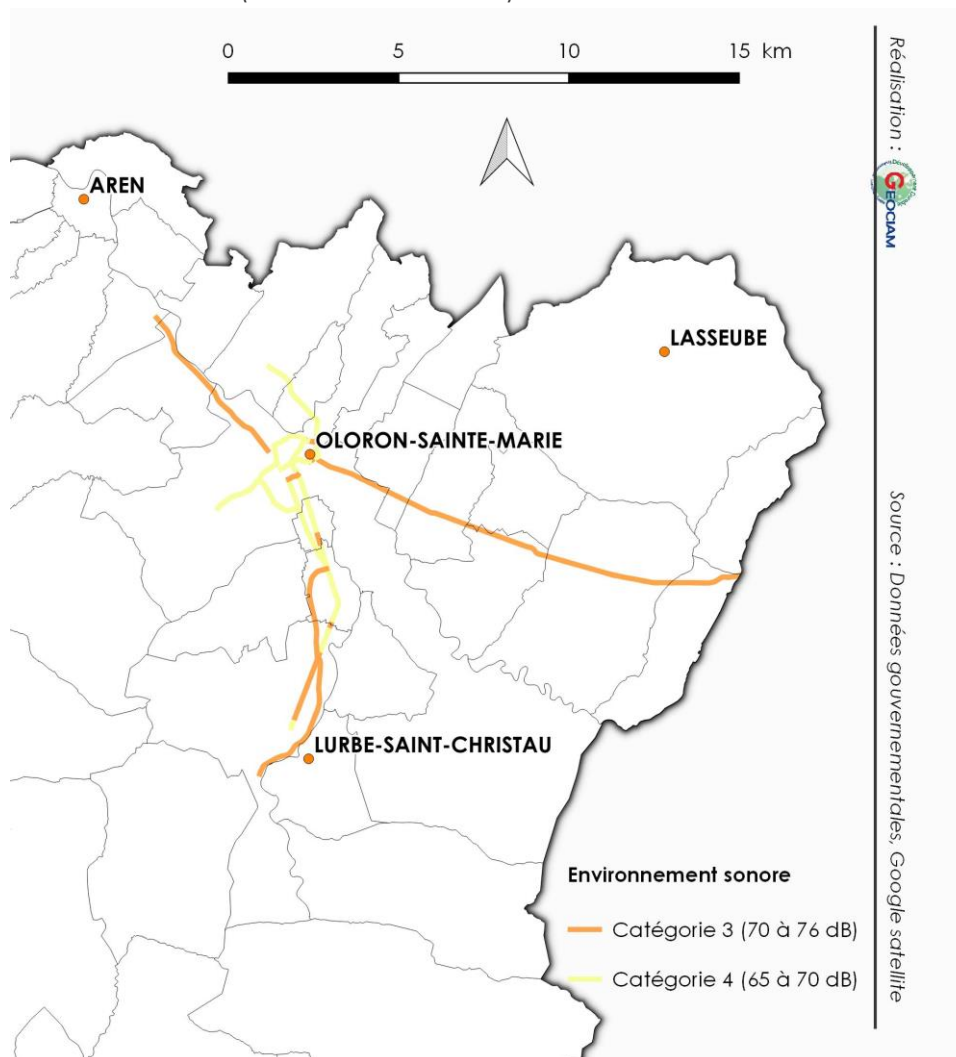 0 5 10 15 km
Réalisation :
GEOCIAM
AREN
LASSEUBE
OLORON-SAINTE-MARIE
LURBE-SAINT-CHRISTAU
Source : Données gouvernementales, Google satellite
Environnement sonore
Catégorie 3 (70 à 76 dB)
Catégorie 4 (65 à 70 dB)